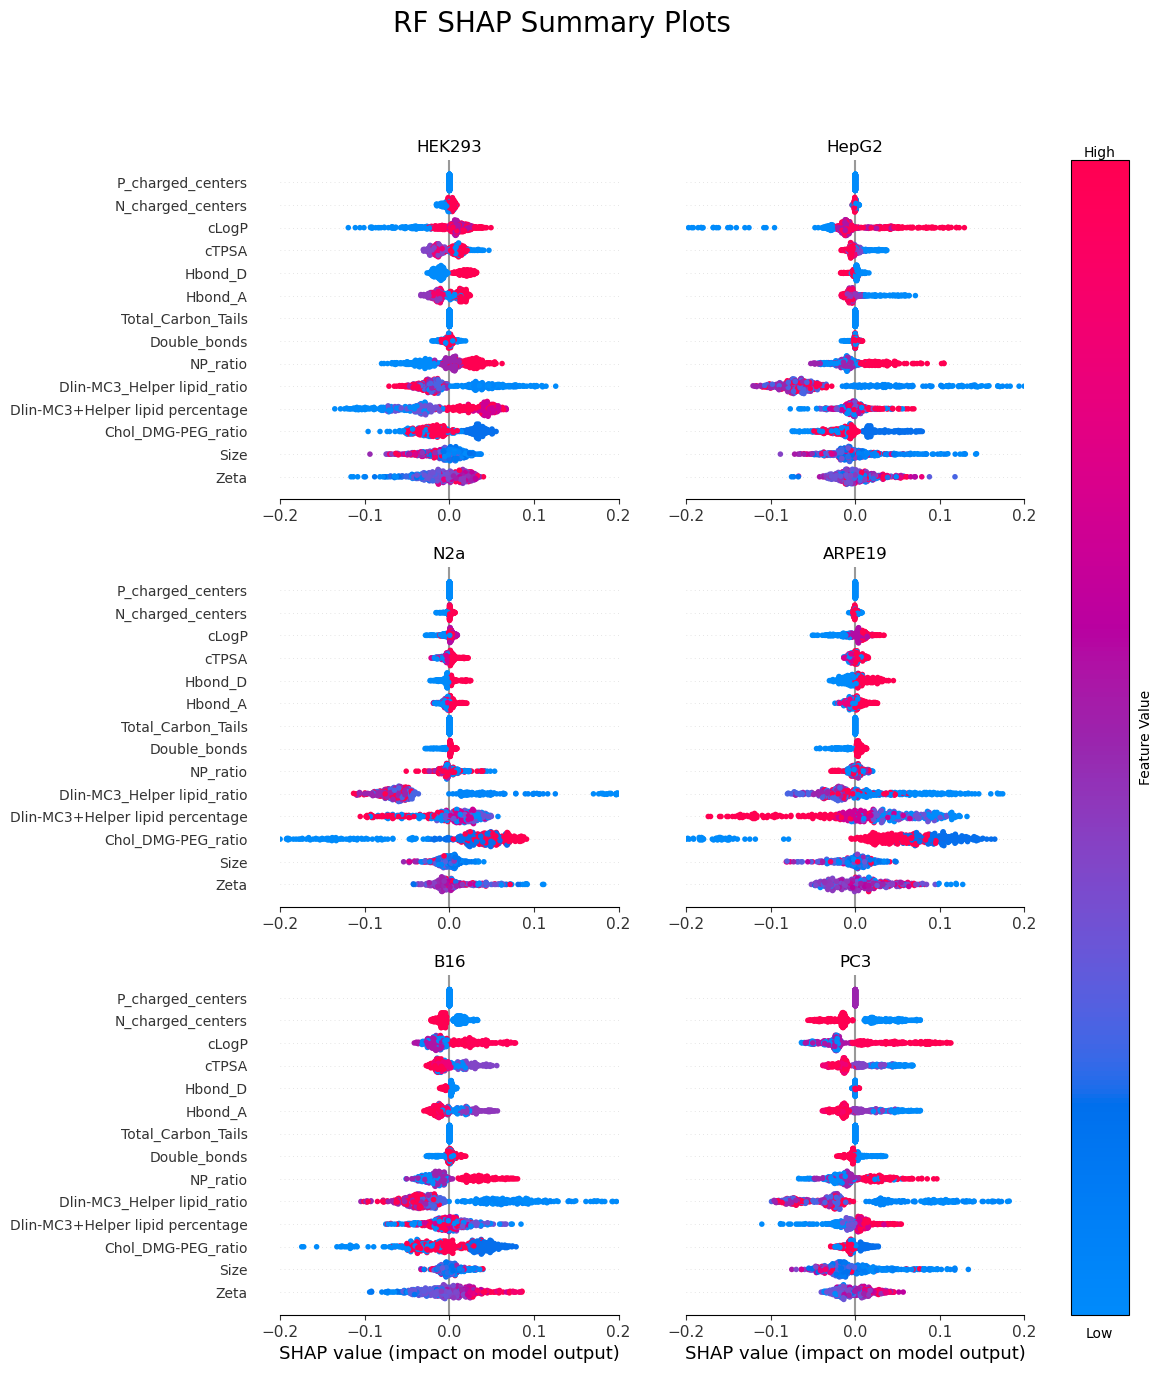 RF SHAP Summary Plots
HEK293
HepG2
High
P_charged_centers
N_charged_centers
cLogP
cTPSA
Hbond_D
Hbond_A
Total_Carbon_Tails
Double_bonds
NP_ratio
Dlin-MC3_Helper lipid_ratio
Dlin-MC3+Helper lipid percentage
Chol_DMG-PEG_ratio
Size
Zeta
−0.2 −0.1 0.0 0.1 0.2
−0.2 −0.1 0.0 0.1 0.2
N2a
ARPE19
P_charged_centers
N_charged_centers
cLogP
cTPSA
Hbond_D
Hbond_A
Total_Carbon_Tails
Double_bonds
NP_ratio
Dlin-MC3_Helper lipid_ratio
Dlin-MC3+Helper lipid percentage
Chol_DMG-PEG_ratio
Size
Zeta
−0.2 −0.1 0.0 0.1 0.2
−0.2 −0.1 0.0 0.1 0.2
Feature Value
B16
PC3
P_charged_centers
N_charged_centers
cLogP
cTPSA
Hbond_D
Hbond_A
Total_Carbon_Tails
Double_bonds
NP_ratio
Dlin-MC3_Helper lipid_ratio
Dlin-MC3+Helper lipid percentage
Chol_DMG-PEG_ratio
Size
Zeta
−0.2 −0.1 0.0 0.1 0.2
SHAP value (impact on model output)
−0.2 −0.1 0.0 0.1 0.2
SHAP value (impact on model output)
Low